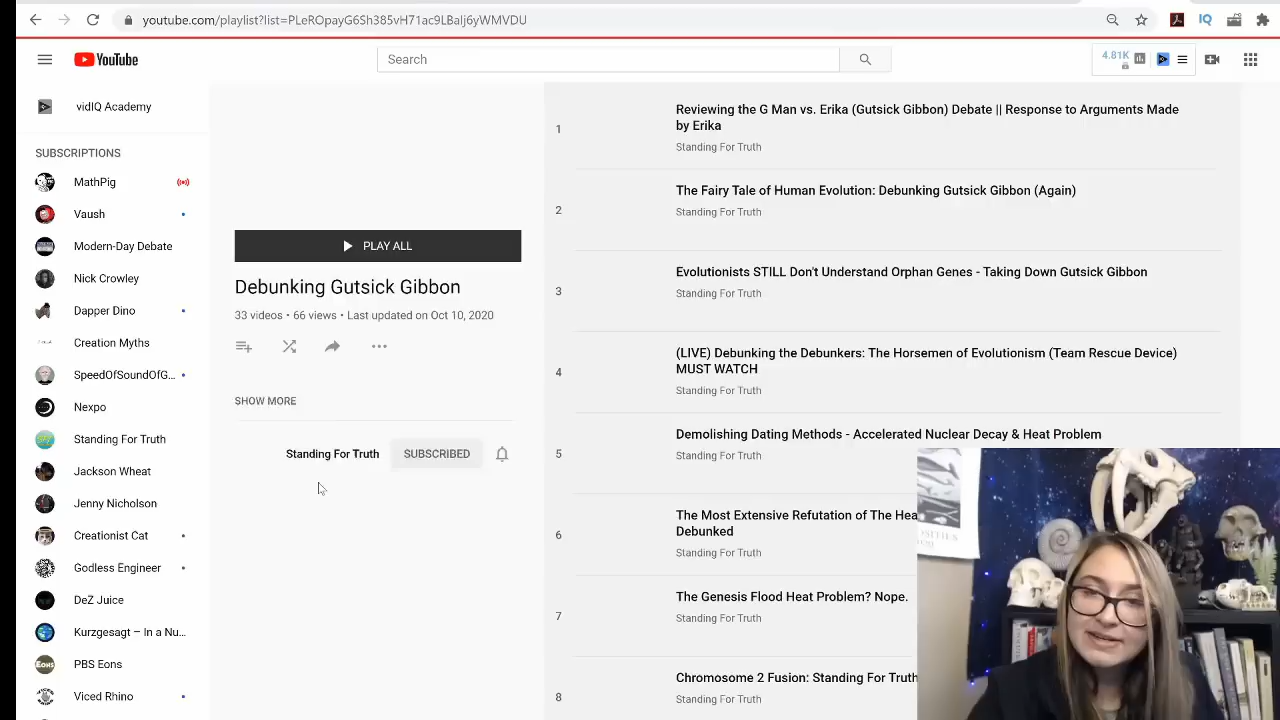 youtube.com/playlist?list=PLeROpayG6Sh385vH71ac9LBaIj6yWMVDU
IQ
YouTube
Search
4.81K
vidIQ Academy
SUBSCRIPTIONS
MathPig
Vaush
Modern-Day Debate
Nick Crowley
Dapper Dino
Creation Myths
SpeedOfSoundOfG...
Nexpo
Standing For Truth
Jackson Wheat
Jenny Nicholson
Creationist Cat
Godless Engineer
DeZ Juice
Kurzgesagt – In a Nu...
EONS
PBS Eons
Viced Rhino
PLAY ALL
Debunking Gutsick Gibbon
33 videos • 66 views • Last updated on Oct 10, 2020
SHOW MORE
Standing For Truth
SUBSCRIBED
1
Reviewing the G Man vs. Erika (Gutsick Gibbon) Debate || Response to Arguments Made
by Erika
Standing For Truth
2
The Fairy Tale of Human Evolution: Debunking Gutsick Gibbon (Again)
Standing For Truth
3
Evolutionists STILL Don't Understand Orphan Genes - Taking Down Gutsick Gibbon
Standing For Truth
4
(LIVE) Debunking the Debunkers: The Horsemen of Evolutionism (Team Rescue Device)
MUST WATCH
Standing For Truth
5
Demolishing Dating Methods - Accelerated Nuclear Decay & Heat Problem
Standing For Truth
6
The Most Extensive Refutation of The Hea
Debunked
Standing For Truth
7
The Genesis Flood Heat Problem? Nope.
Standing For Truth
8
Chromosome 2 Fusion: Standing For Truth
Standing For Truth